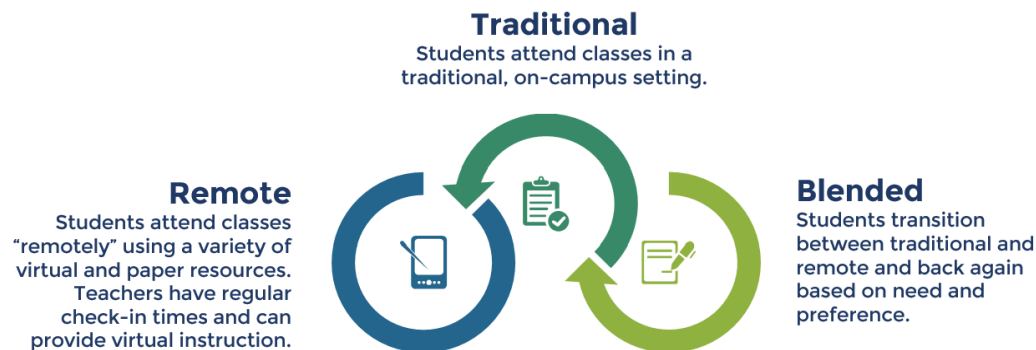 Traditional
Students attend classes in a
traditional, on-campus setting.
Remote
Students attend classes
“remotely” using a variety of
virtual and paper resources.
Teachers have regular
check-in times and can
provide virtual instruction.
Blended
Students transition
between traditional and
remote and back again
based on need and
preference.